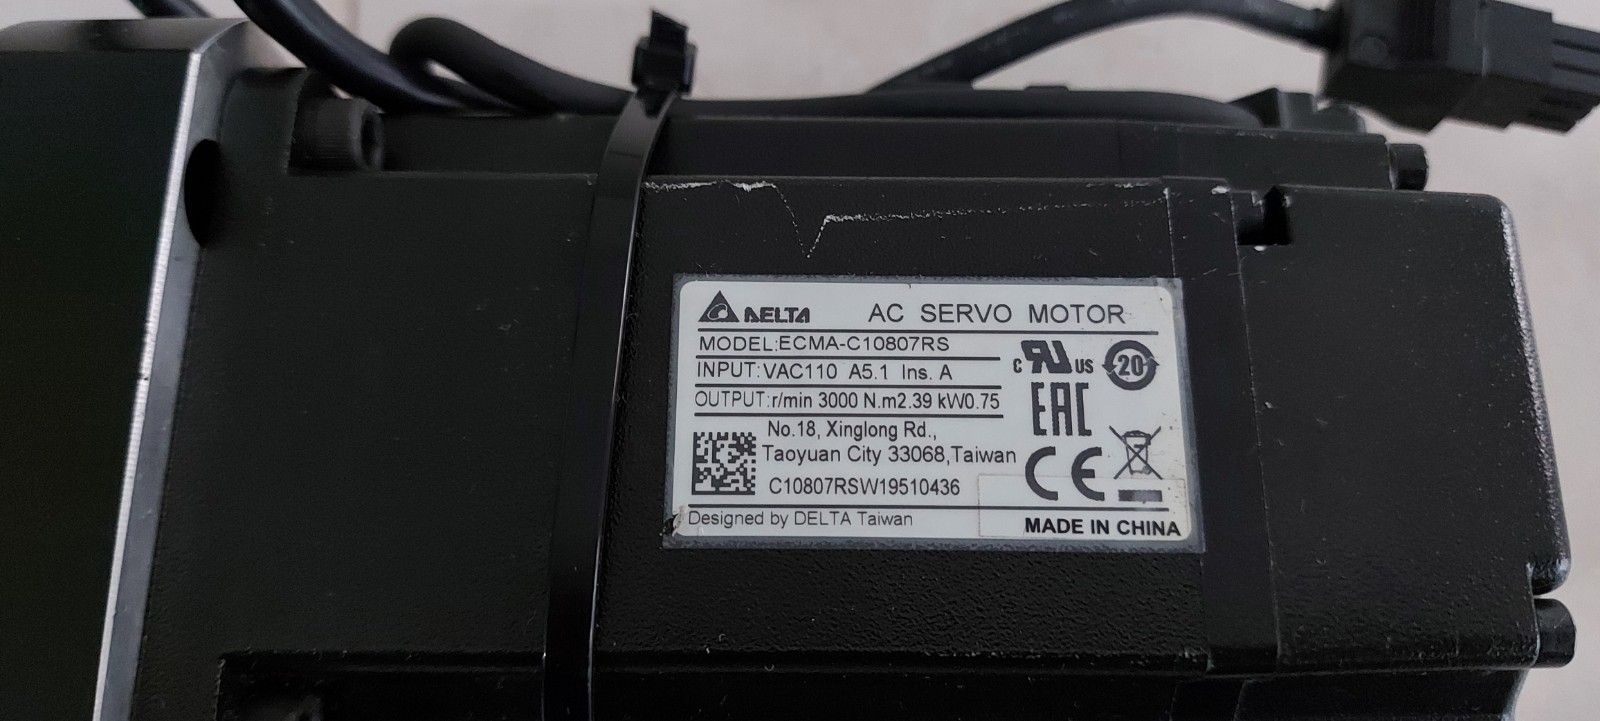 DELTA AC SERVO MOTOR
MODEL:ECMA-C10807RS
INPUT:VAC110 A5.1 Ins. A
OUTPUT:r/min 3000 N.m2.39 kW0.75
c RU US 20
EAC
No.18, Xinglong Rd.,
Taoyuan City 33068,Taiwan
C10807RSW19510436
CE
Designed by DELTA Taiwan
MADE IN CHINA